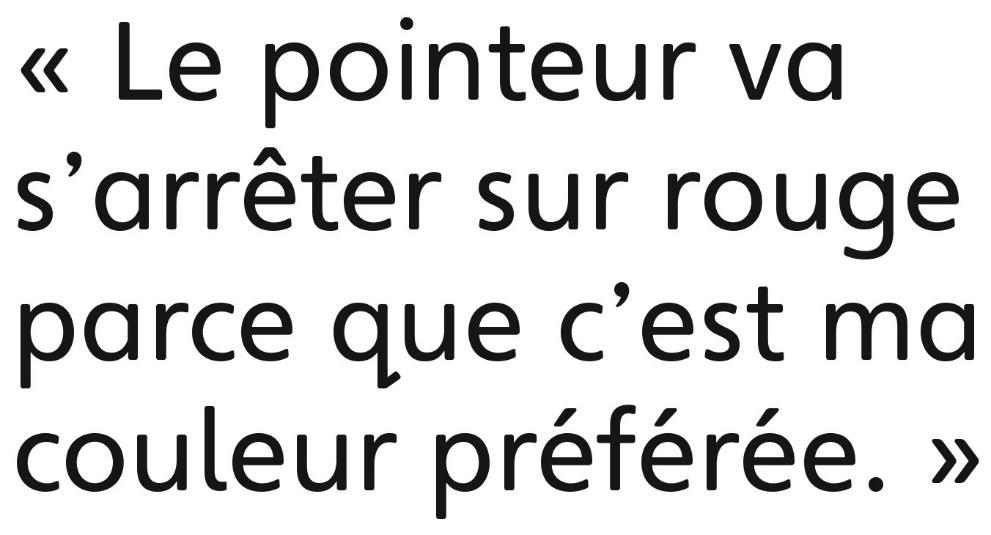 « Le pointeur va
s’arrêter sur rouge
parce que c’est ma
couleur préférée. »